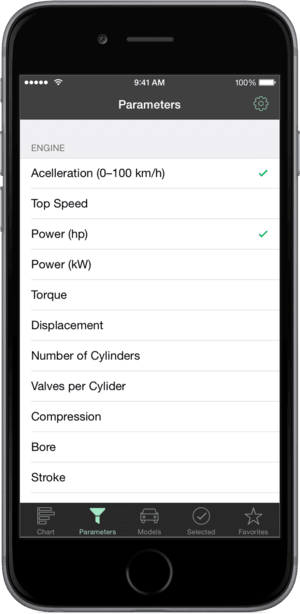 9:41 AM 100%
Parameters
ENGINE
Acelleration (0–100 km/h)
Top Speed
Power (hp)
Power (kW)
Torque
Displacement
Number of Cylinders
Valves per Cylider
Compression
Bore
Stroke
Chart Parameters Models Selected Favorites